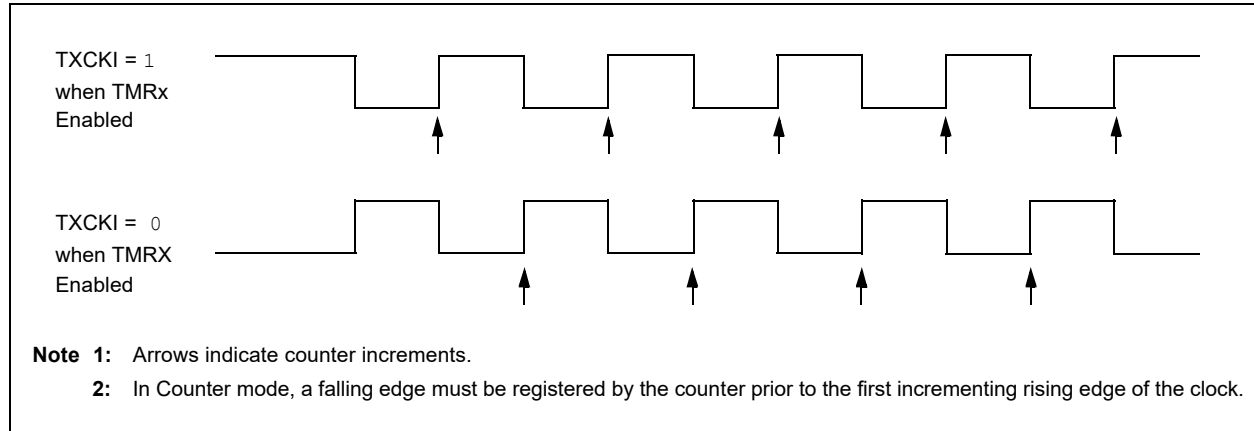 TXCKI = 1
when TMRx
Enabled
TXCKI = 0
when TMRX
Enabled
Note 1: Arrows indicate counter increments.
2: In Counter mode, a falling edge must be registered by the counter prior to the first incrementing rising edge of the clock.